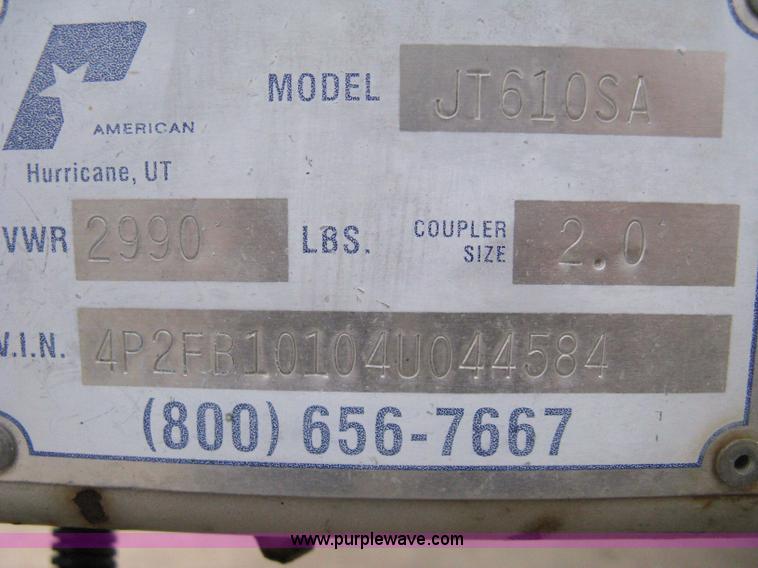 MODEL JT610SA
AMERICAN
Hurricane, UT
VWR 2990 LBS. COUPLER SIZE 2.0
V.I.N. 4P2FB10104U044584
(800) 656-7667
www.purplewave.com